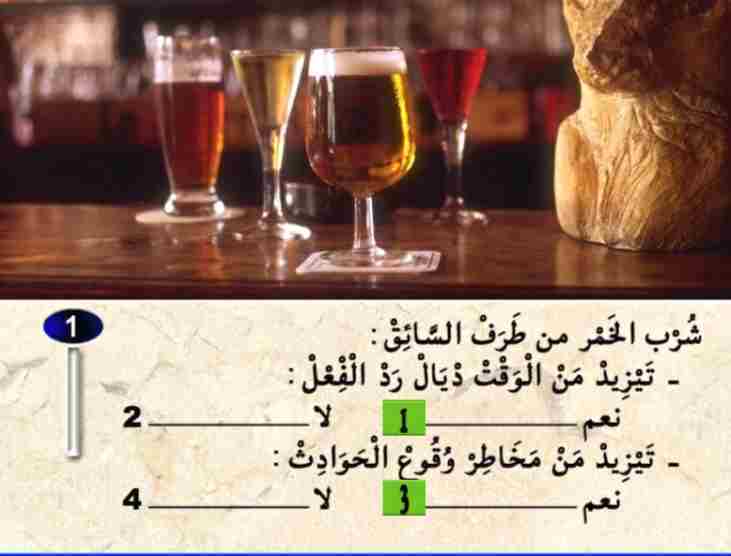 1
شُرْب الخَمْر من طَرَفْ السَّائِقْ :
- تَيْزِيدْ مَنْ الْوَقْتْ دْيَالْ رَدْ الْفِعْلْ :
نعم 1 لا 2
- تَيْزِيدْ مَنْ مَخَاطِرْ وُقُوعْ الْحَوَادِثْ :
نعم 3 لا 4